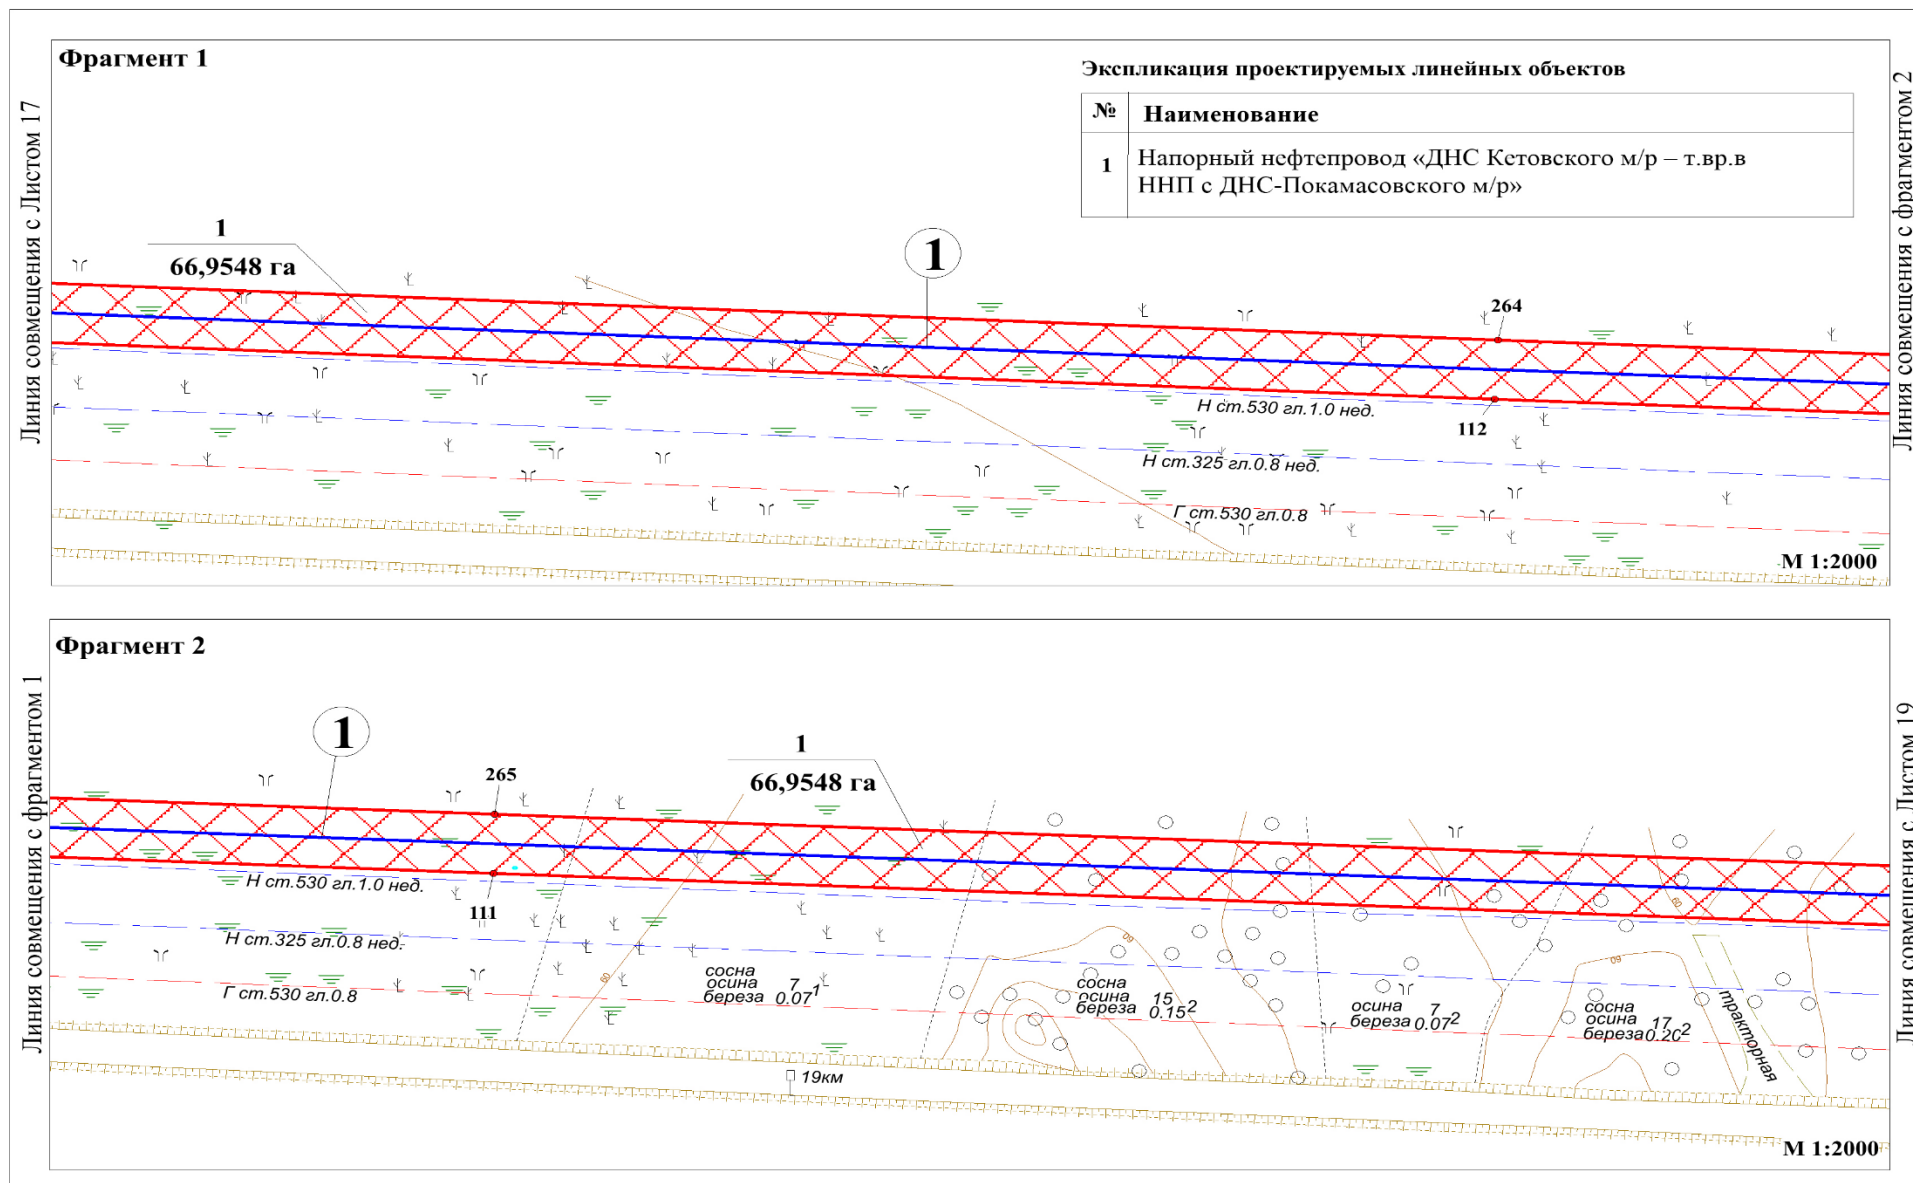 Фрагмент 1
Линия совмещения с Листом 17
Линия совмещения с фрагментом 2
Экспликация проектируемых линейных объектов
№ Наименование
1 Напорный нефтепровод «ДНС Кетовского м/р – т.вр.в
ННП с ДНС-Покамасовского м/р»
1
66,9548 га
1
264
112
Н ст.530 гл.1.0 нед.
Н ст.325 гл.0.8 нед.
Г ст.530 гл.0.8
М 1:2000
Фрагмент 2
Линия совмещения с фрагментом 1
Линия совмещения с Листом 19
1
265
1
66,9548 га
111
Н ст.530 гл.1.0 нед.
Н ст.325 гл.0.8 нед.
Г ст.530 гл.0.8
сосна
осина 7
береза 0.07 1
60
сосна
осина 15
береза 0.15 2
осина 7
береза 0.07 2
60
сосна
осина 17
береза 0.20 2
60
тракторная
19км
М 1:2000